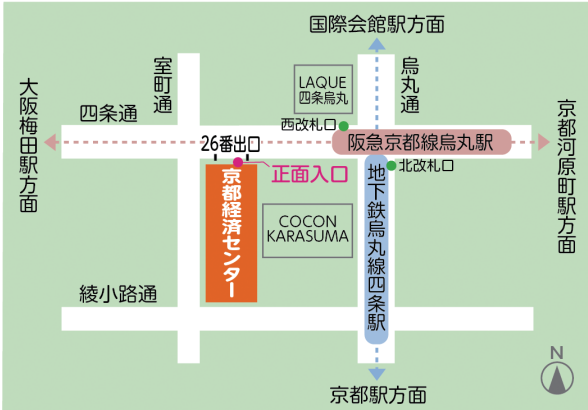 国際会館駅方面
室町通
LAQUE
四条烏丸
烏丸通
大阪梅田駅方面
四条通
西改札口
京都河原町駅方面
26番出口
阪急京都線烏丸駅
正面入口
北改札口
京都経済センター
COCON
KARASUMA
地下鉄烏丸線四条駅
綾小路通
京都駅方面
N